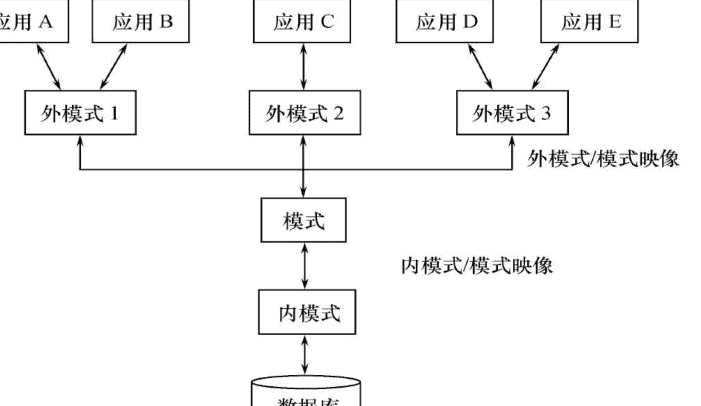 应用 A
应用 B
应用 C
应用 D
应用 E
外模式 1
外模式 2
外模式 3
外模式/模式映像
模式
内模式/模式映像
内模式
数据库